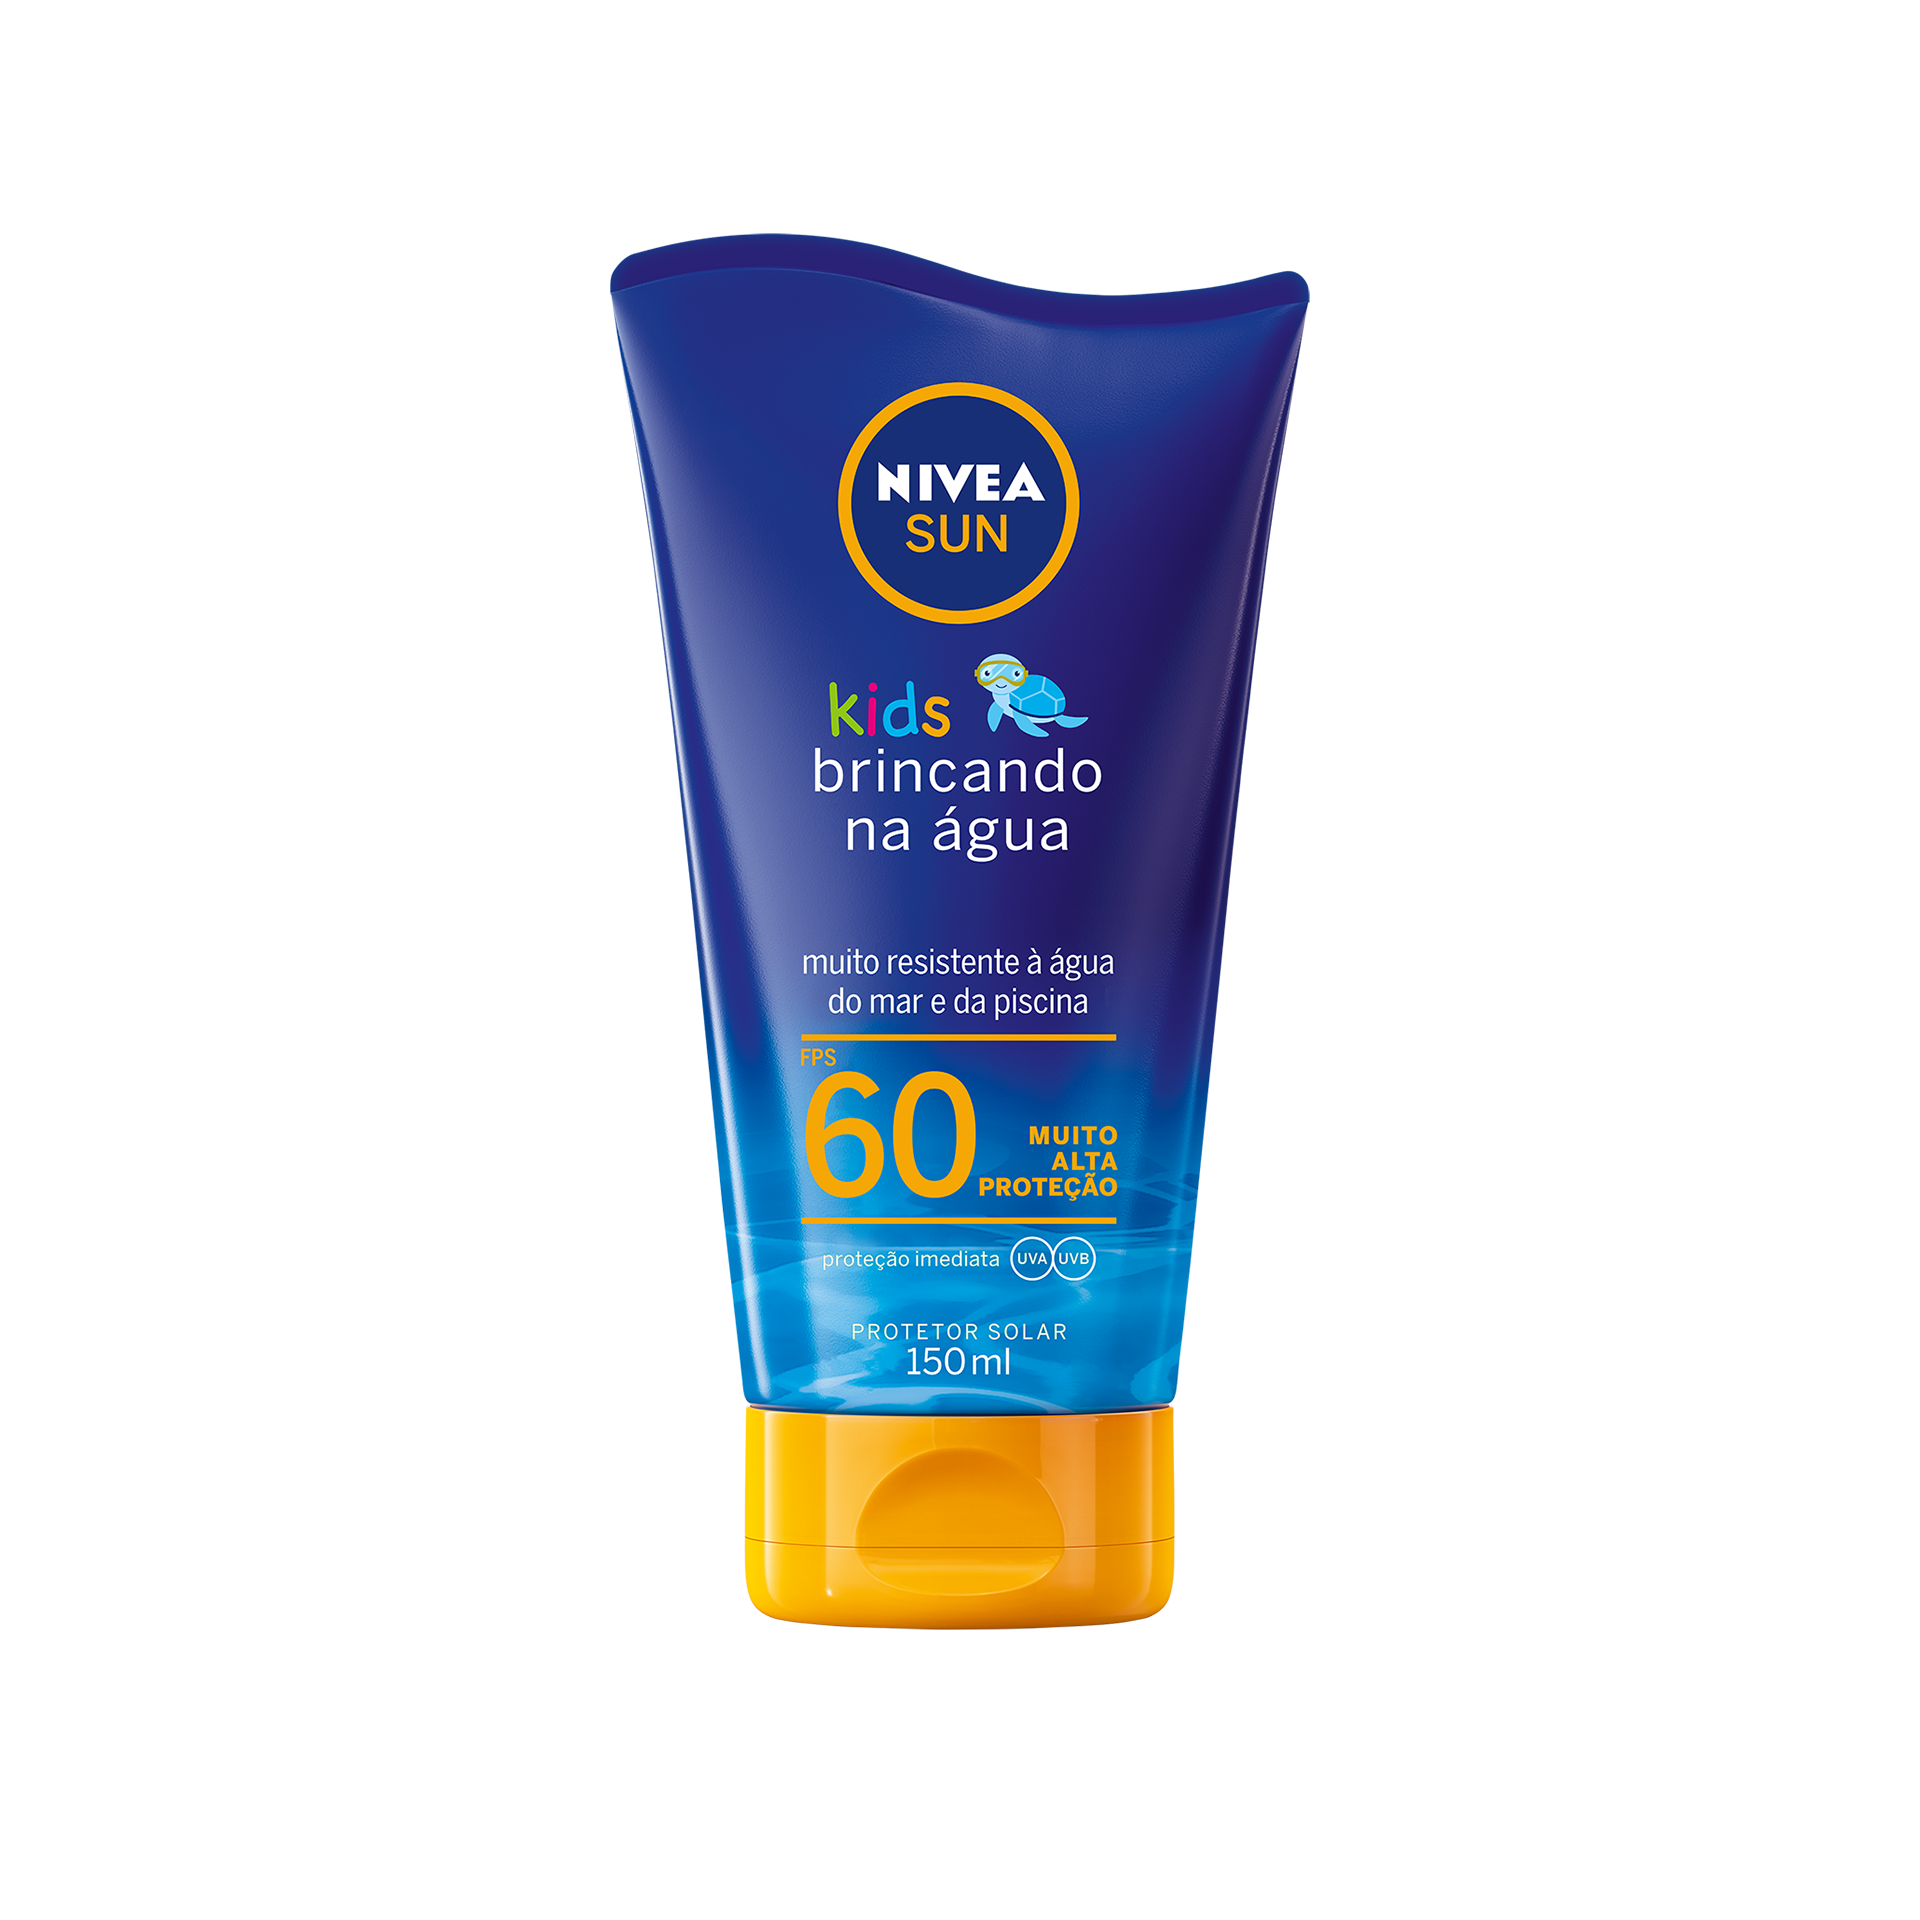 NIVEA
SUN
kids
brincando
na água
muito resistente à água
do mar e da piscina
FPS
60
MUITO
ALTA
PROTEÇÃO
proteção imediata UVA UVB
PROTETOR SOLAR
150ml